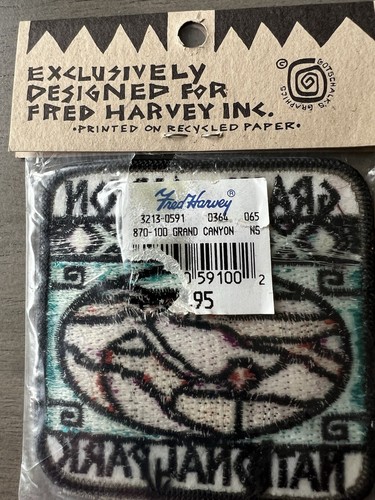 EXCLUSIVELY
DESIGNED FOR
FRED HARVEY INC.
•PRINTED ON RECYCLED PAPER•
© GOTSCHALK'S GRAPHICS
Fred Harvey®
3213-0591 0364 065
870-100 GRAND CANYON NS
59100 2
.95
NATIONAL PARK